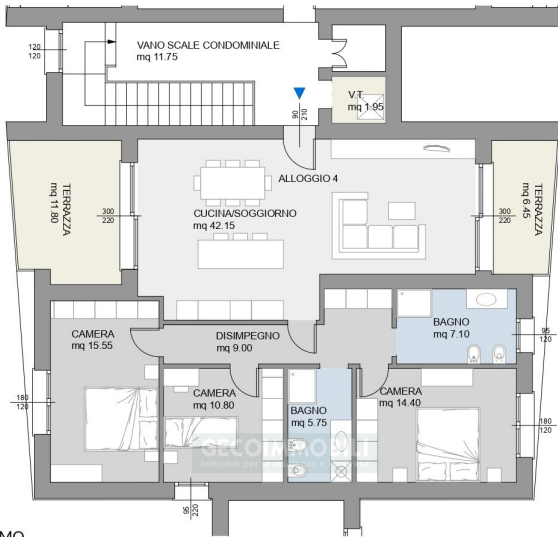 VANO SCALE CONDOMINIALE
mq 11.75
120
120
V.T.
mq 1.95
90
210
ALLOGGIO 4
TERRAZZA
mq 11.80
300
220
CUCINA/SOGGIORNO
mq 42.15
300
220
TERRAZZA
mq 6.45
CAMERA
mq 15.55
DISIMPEGNO
mq 9.00
BAGNO
mq 7.10
95
120
180
120
CAMERA
mq 10.80
BAGNO
mq 5.75
CAMERA
mq 14.40
180
120
GECOIMMOBILI
95
220